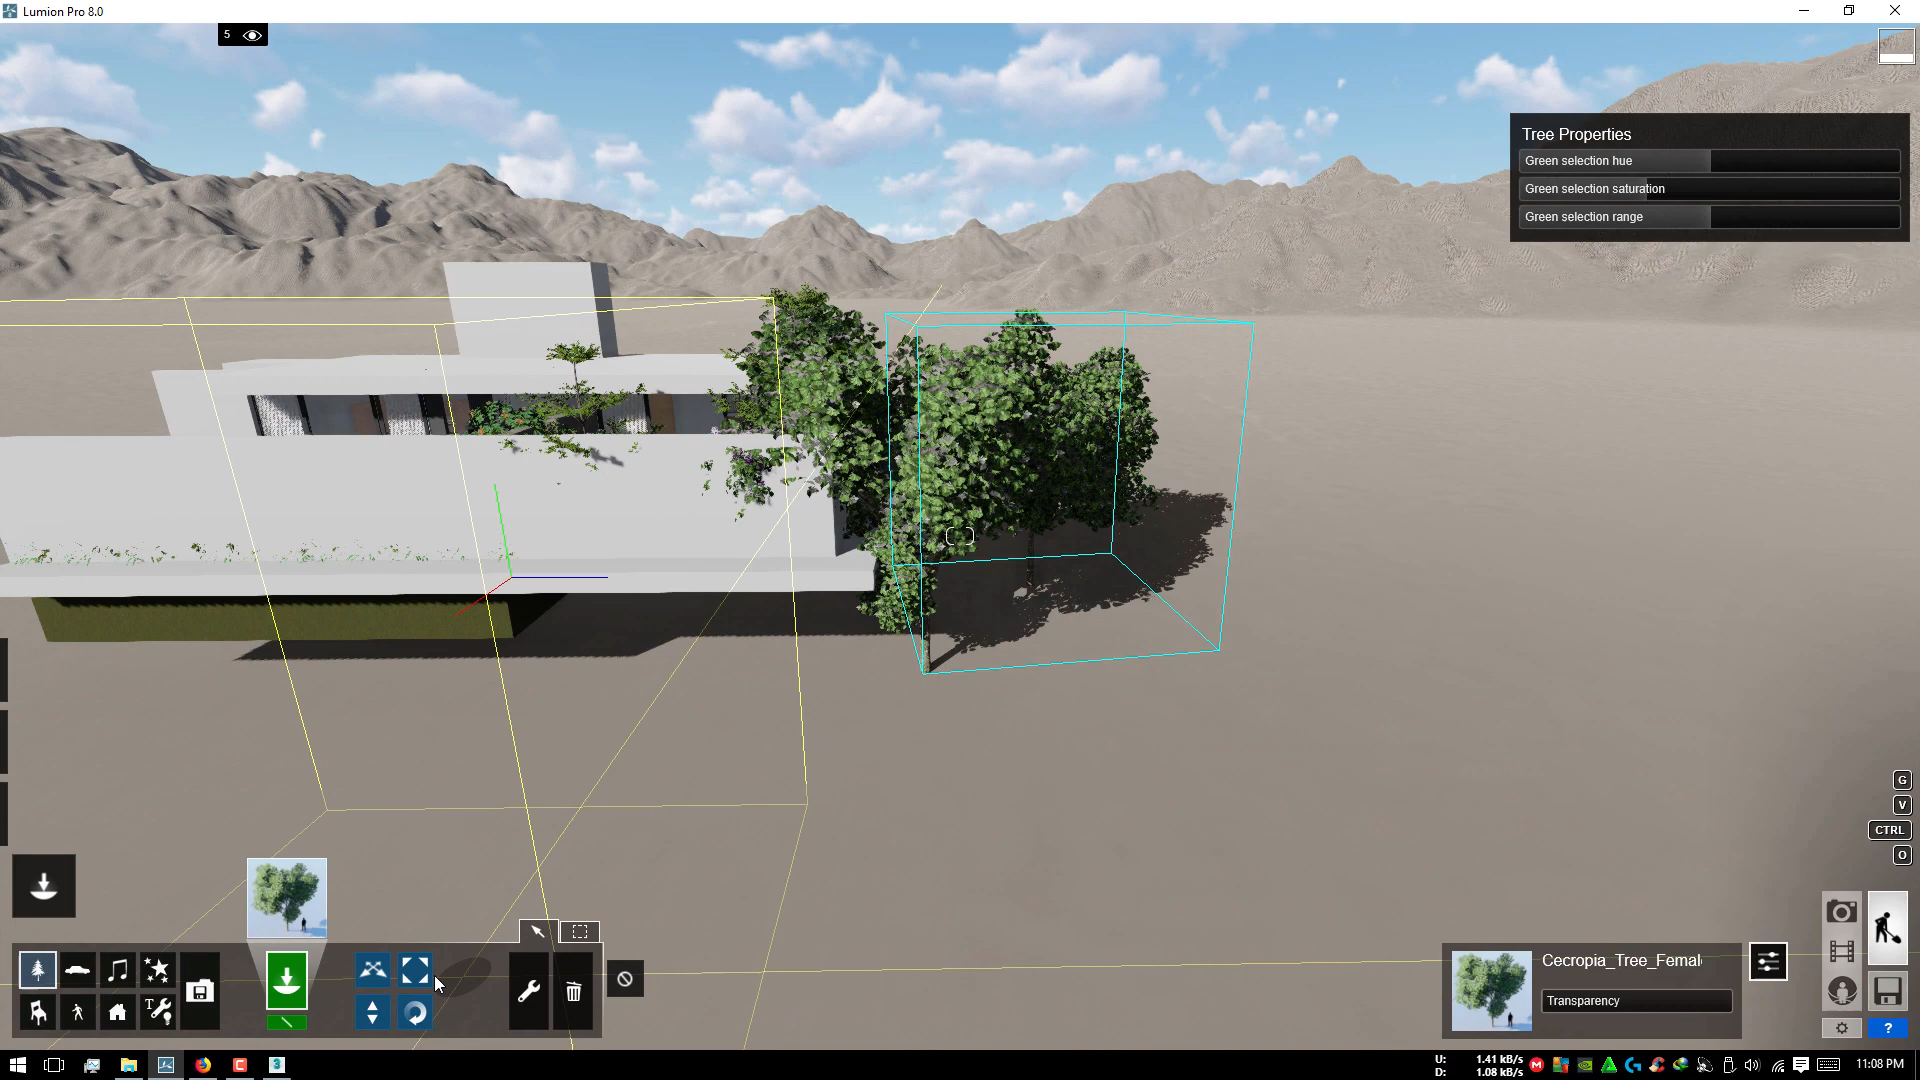 Lumion Pro 8.0
5
Tree Properties
Green selection hue
Green selection saturation
Green selection range
G
V
CTRL
O
Cecropia_Tree_Femal
Transparency
?
U: 1.41 kB/s
D: 1.08 kB/s
11:08 PM